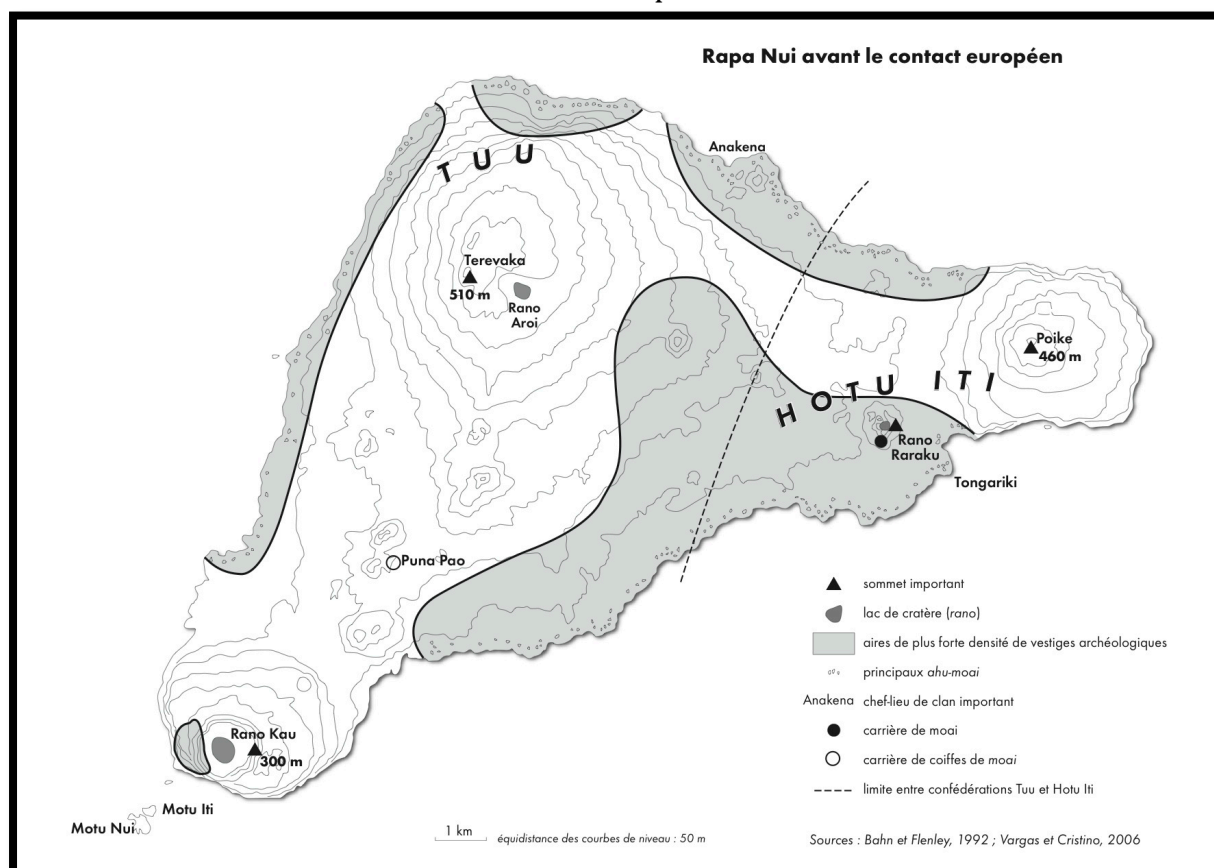 Rapa Nui avant le contact européen
Anakena
TUU
Terevaka
510 m
Rano
Aroi
Poike
460 m
HOTU ITI
Rano
Raraku
Tongariki
Puna Pao
Rano Kau
300 m
Motu Iti
Motu Nui
sommet important
lac de cratère (rano)
aires de plus forte densité de vestiges archéologiques
principaux ahu-moai
Anakena chef-lieu de clan important
carrière de moai
carrière de coiffes de moai
limite entre confédérations Tuu et Hotu Iti
1 km
équidistance des courbes de niveau : 50 m
Sources : Bahn et Flenley, 1992 ; Vargas et Cristino, 2006